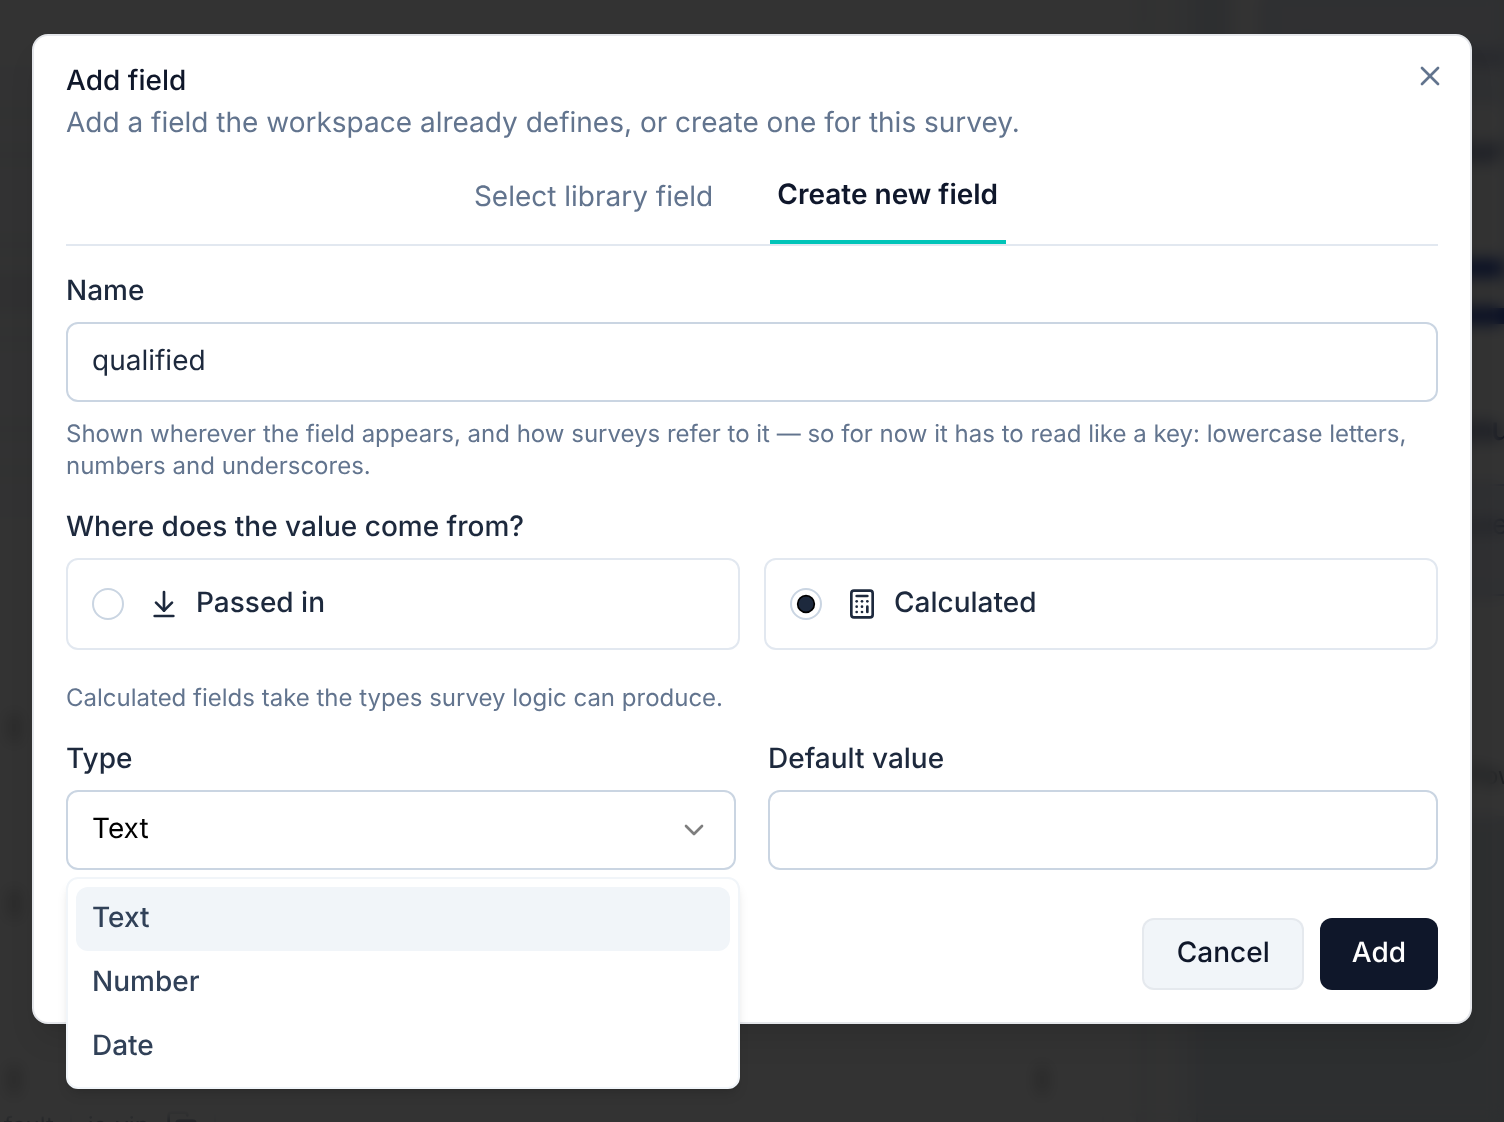 Add field
Add a field the workspace already defines, or create one for this survey.
Select library field
Create new field
Name
qualified
Shown wherever the field appears, and how surveys refer to it — so for now it has to read like a key: lowercase letters,
numbers and underscores.
Where does the value come from?
Passed in
Calculated
Calculated fields take the types survey logic can produce.
Type
Default value
Text
Text
Number
Date
Cancel
Add